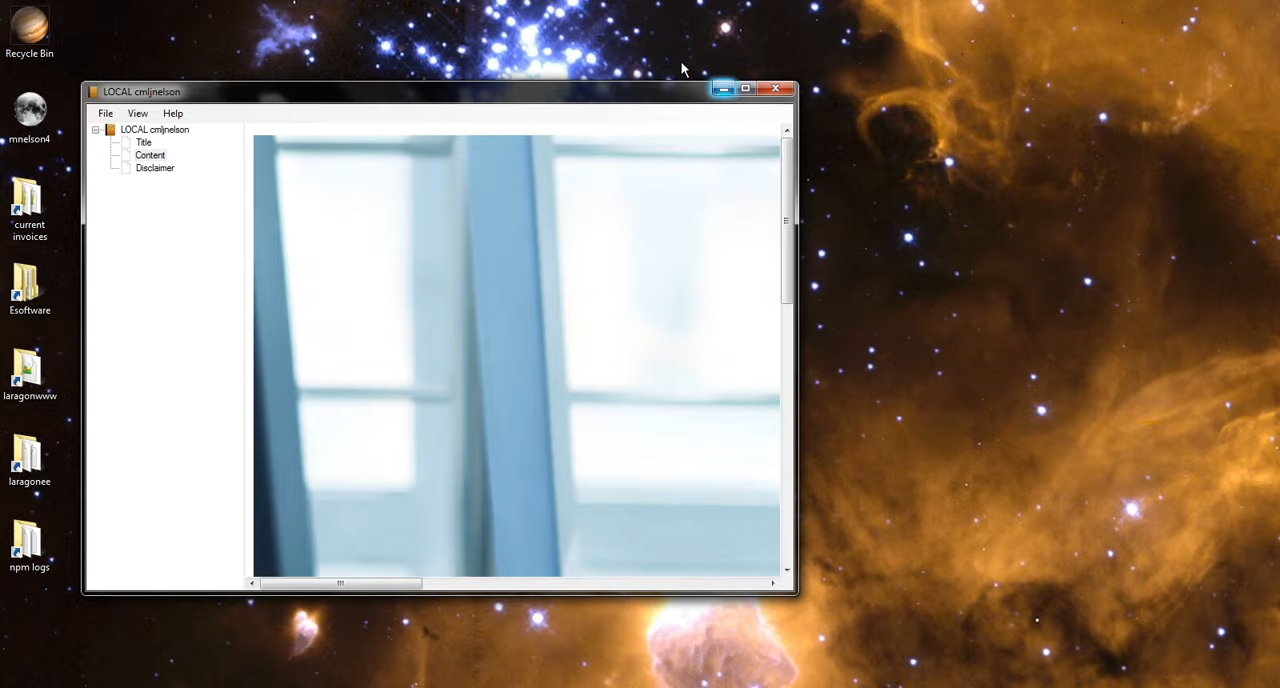 Recycle Bin
mnelson4
current
invoices
Esoftware
laragonwww
laragonee
npm logs
LOCAL cmljnelson
File View Help
LOCAL cmljnelson
Title
Content
Disclaimer